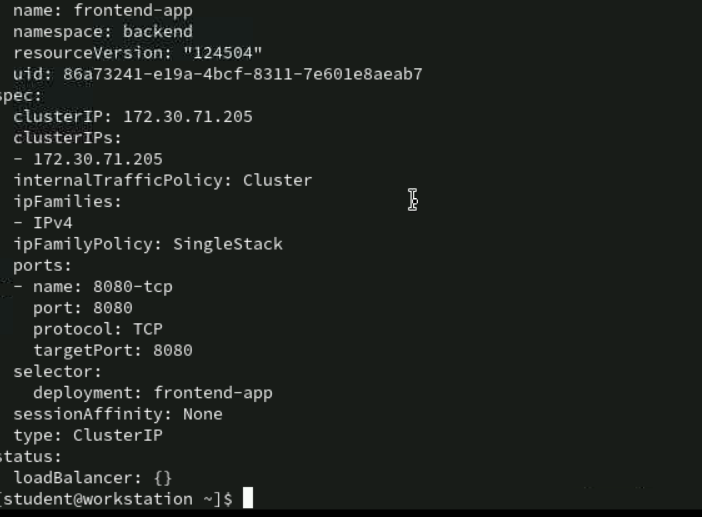 name: frontend-app
namespace: backend
resourceVersion: "124504"
uid: 86a73241-e19a-4bcf-8311-7e601e8aeab7
spec:
clusterIP: 172.30.71.205
clusterIPs:
- 172.30.71.205
internalTrafficPolicy: Cluster
ipFamilies:
- IPv4
ipFamilyPolicy: SingleStack
ports:
- name: 8080-tcp
port: 8080
protocol: TCP
targetPort: 8080
selector:
deployment: frontend-app
sessionAffinity: None
type: ClusterIP
status:
loadBalancer: {}
[student@workstation ~]$